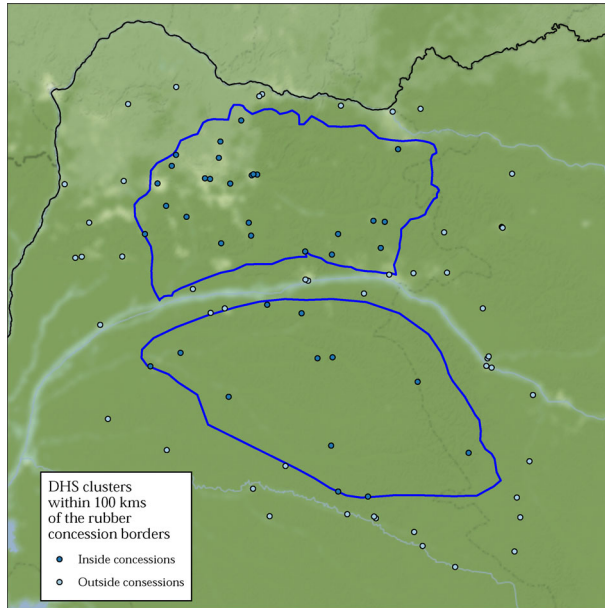 DHS clusters
within 100 kms
of the rubber
concession borders
Inside concessions
Outside consessions